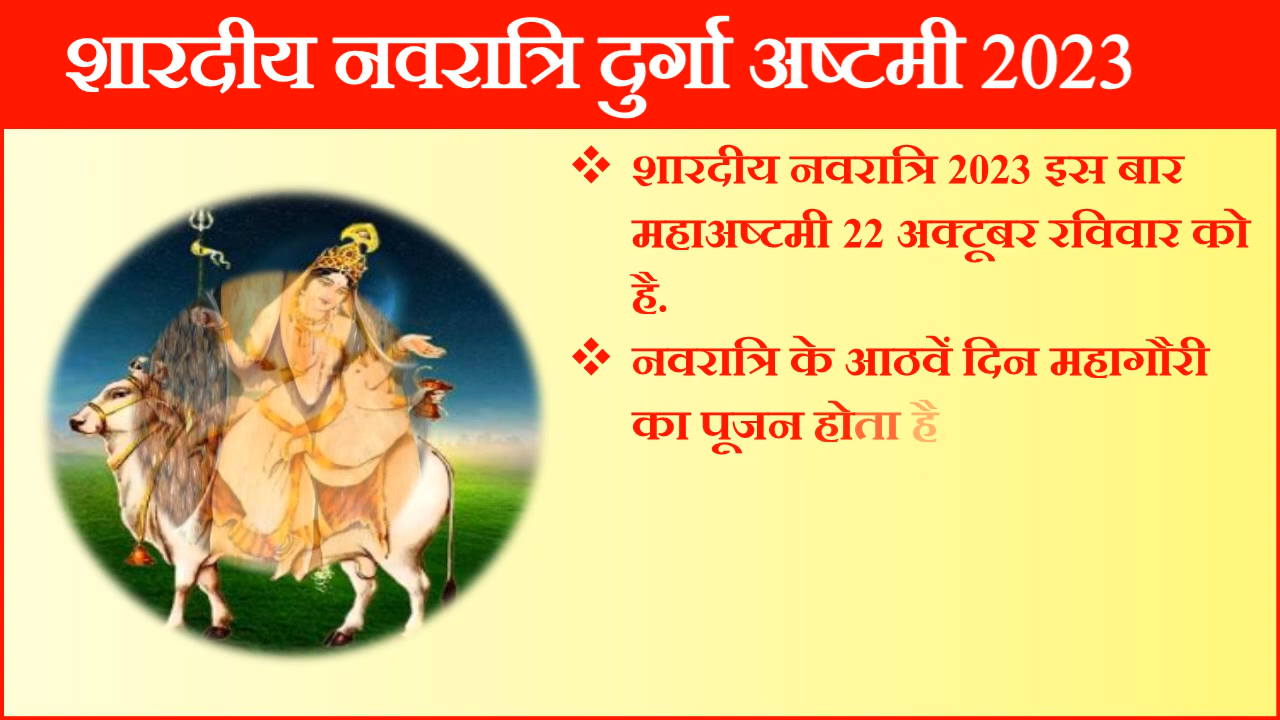 शारदीय नवरात्रि दुर्गा अष्टमी 2023
❖ शारदीय नवरात्रि 2023 इस बार
महाअष्टमी 22 अक्टूबर रविवार को
है.
❖ नवरात्रि के आठवें दिन महागौरी
का पूजन होता है